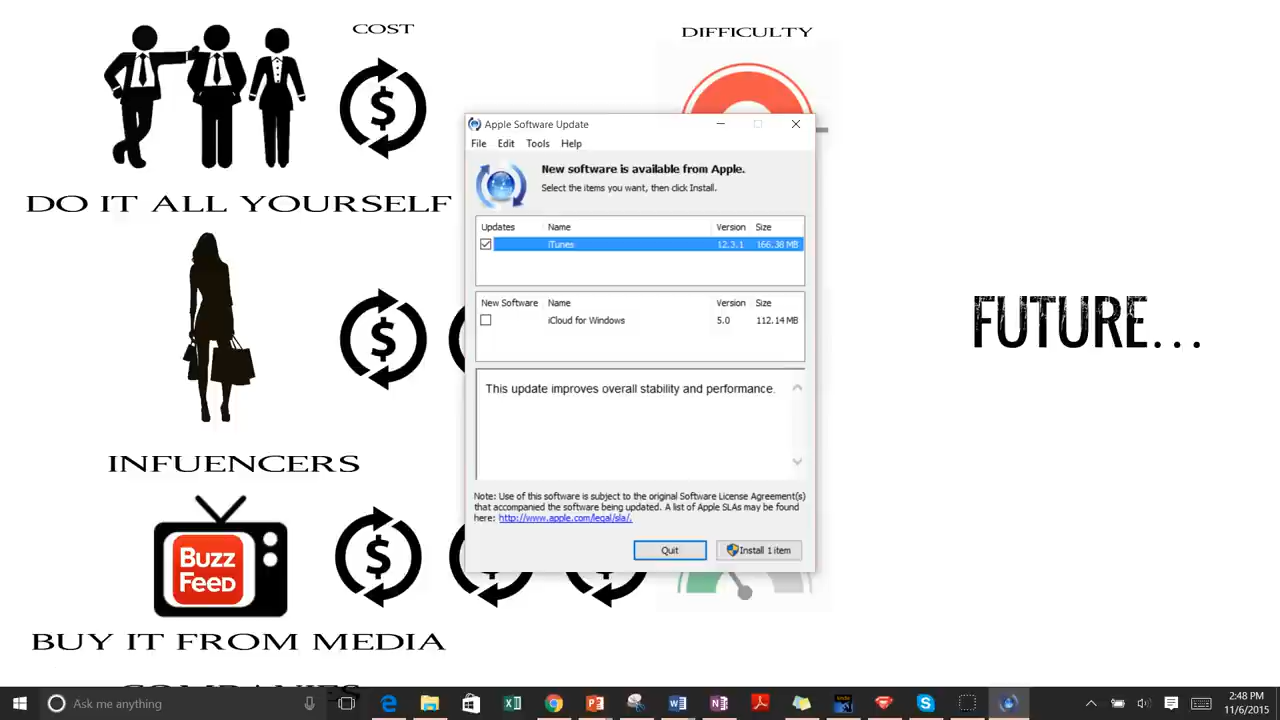 COST
DIFFICULTY
DO IT ALL YOURSELF
INFUENCERS
Buzz
Feed
BUY IT FROM MEDIA
COMPANIES
FUTURE...
Apple Software Update
File Edit Tools Help
New software is available from Apple.
Select the items you want, then click Install.
Updates Name Version Size
iTunes 12.3.1 166.38 MB
New Software Name Version Size
iCloud for Windows 5.0 112.14 MB
This update improves overall stability and performance.
Note: Use of this software is subject to the original Software License Agreement(s)
that accompanied the software being updated. A list of Apple SLAs may be found
here: http://www.apple.com/legal/sla/.
Quit Install 1 item
Ask me anything
2:48 PM
11/6/2015